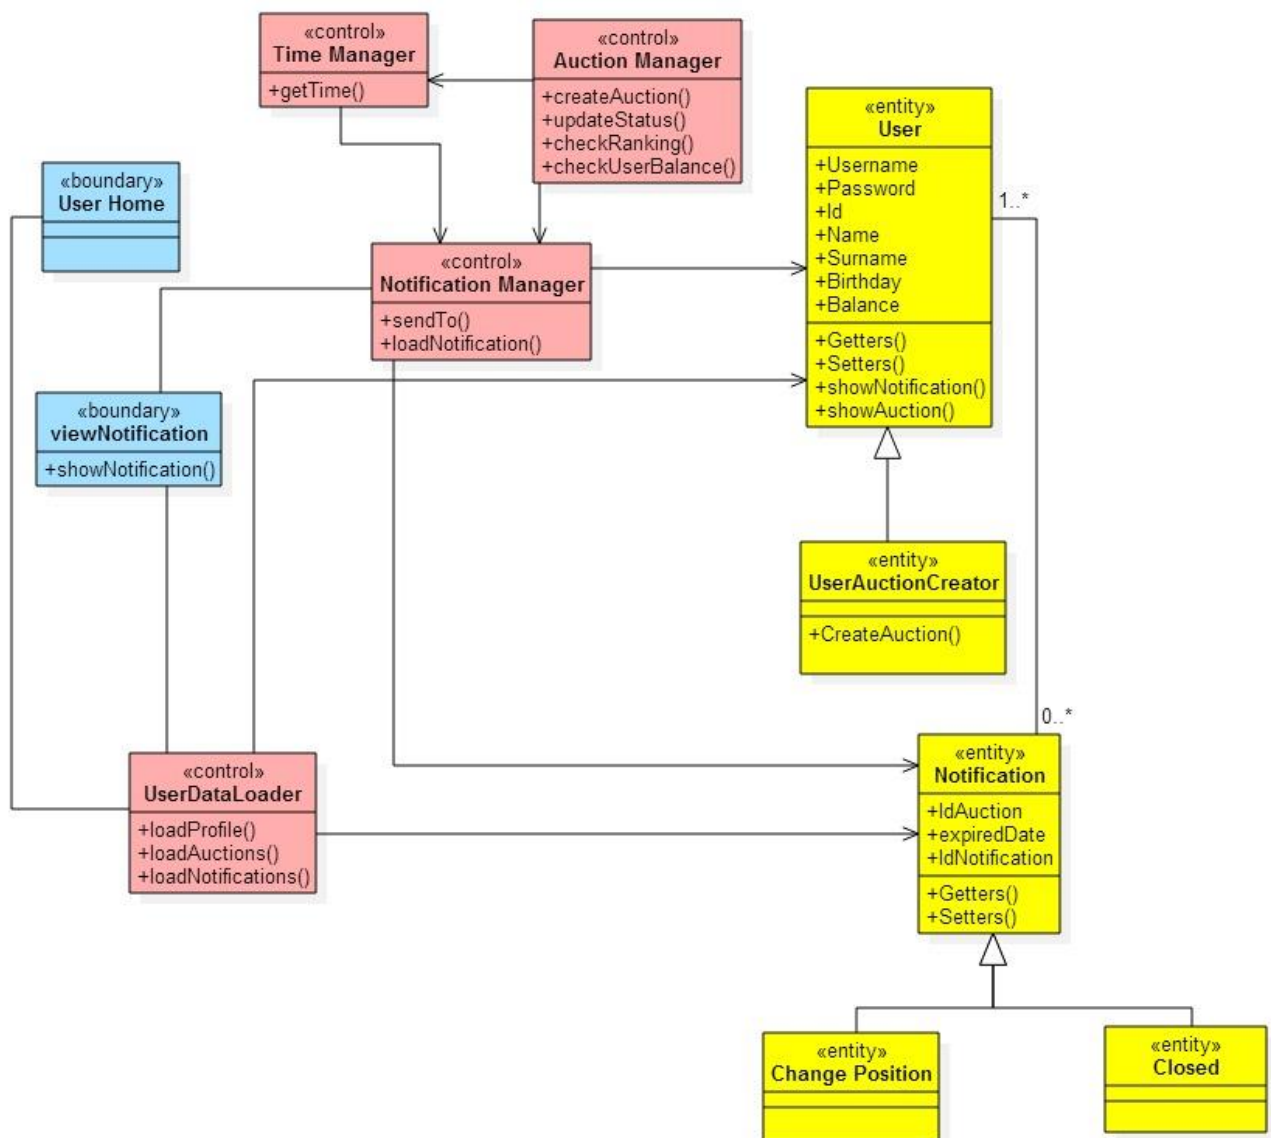 «control»
Time Manager
+getTime()
«control»
Auction Manager
+createAuction()
+updateStatus()
+checkRanking()
+checkUserBalance()
«entity»
User
+Username
+Password
+Id
+Name
+Surname
+Birthday
+Balance
+Getters()
+Setters()
+showNotification()
+showAuction()
1..*
«boundary»
User Home
«control»
Notification Manager
+sendTo()
+loadNotification()
«boundary»
viewNotification
+showNotification()
«entity»
UserAuctionCreator
+CreateAuction()
0..*
«control»
UserDataLoader
+loadProfile()
+loadAuctions()
+loadNotifications()
«entity»
Notification
+IdAuction
+expiredDate
+IdNotification
+Getters()
+Setters()
«entity»
Change Position
«entity»
Closed